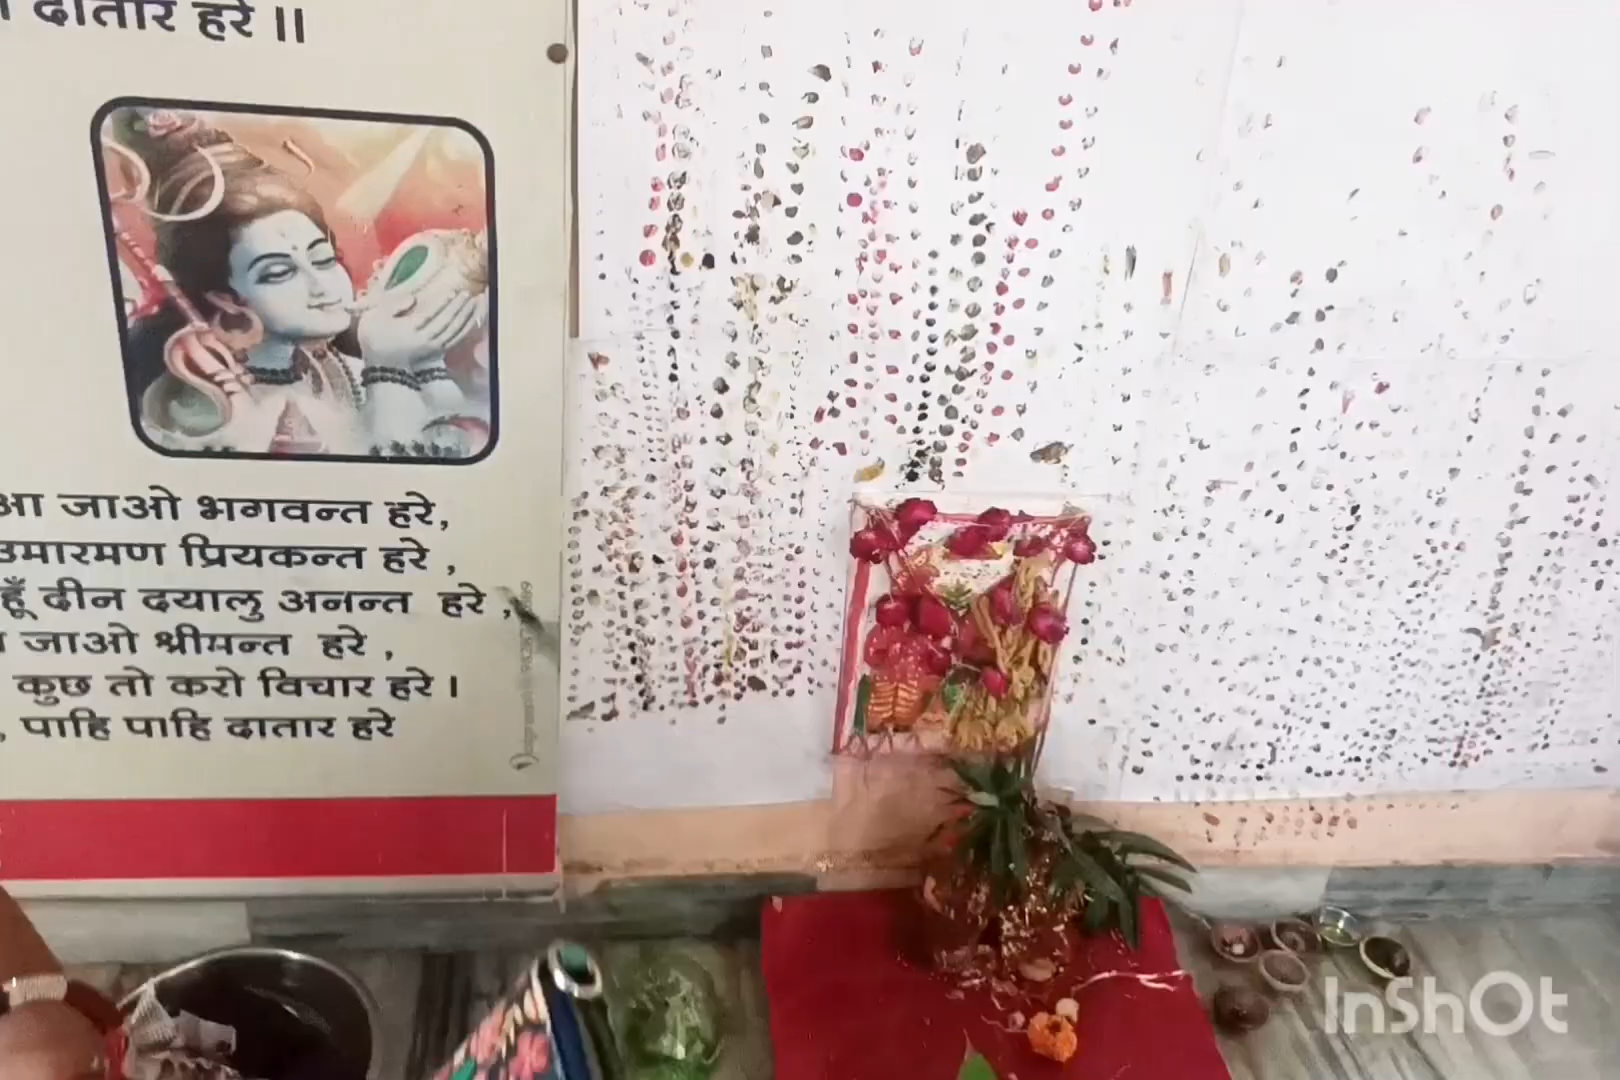 दातार हरे ॥
आ जाओ भगवन्त हरे,
उमारमण प्रियकन्त हरे ,
हूँ दीन दयालु अनन्त हरे ,
जाओ श्रीमन्त हरे ,
कुछ तो करो विचार हरे ।
, पाहि पाहि दातार हरे
InShOt